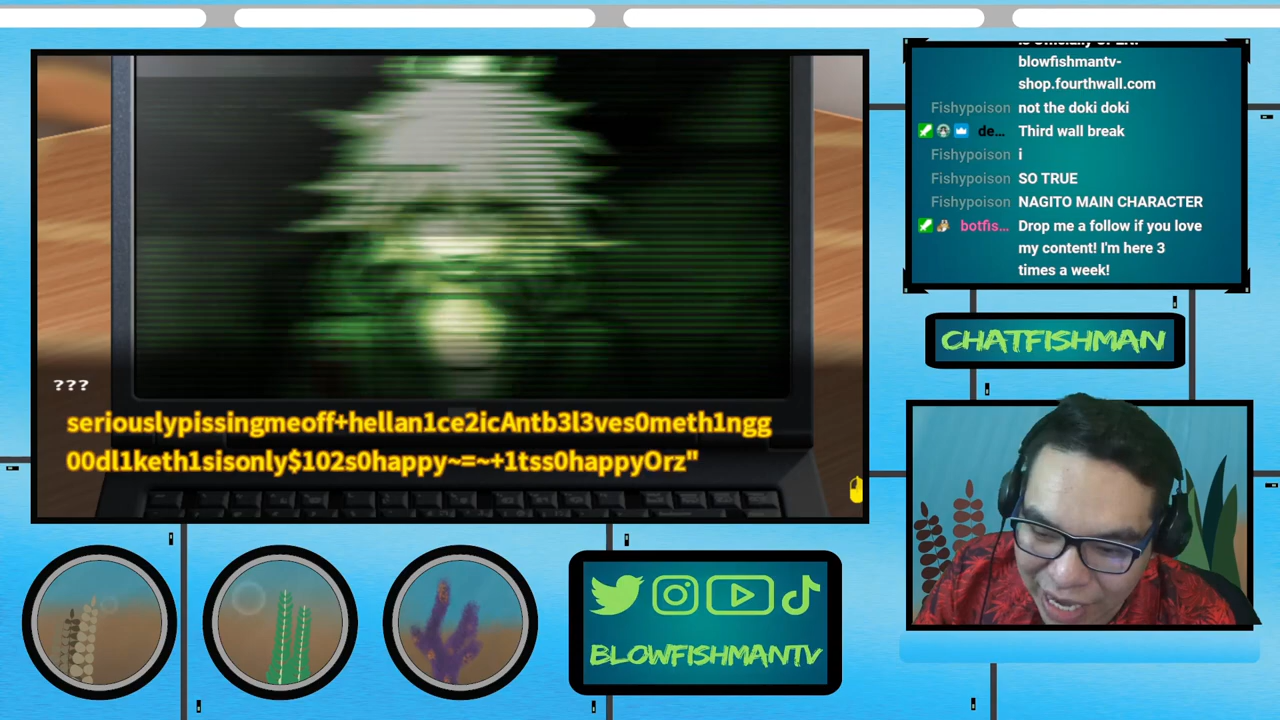 blowfishmantv-
shop.fourthwall.com
Fishypoison not the doki doki
de... Third wall break
Fishypoison i
Fishypoison SO TRUE
Fishypoison NAGITO MAIN CHARACTER
botfis... Drop me a follow if you love
my content! I'm here 3
times a week!
CHATFISHMAN
???
seriouslypissingmeoff+hellan1ce2icAntb3l3ves0meth1ngg
00dl1keth1sisonly$102s0happy~=~+1tss0happyOrz"
BLOWFISHMANTV